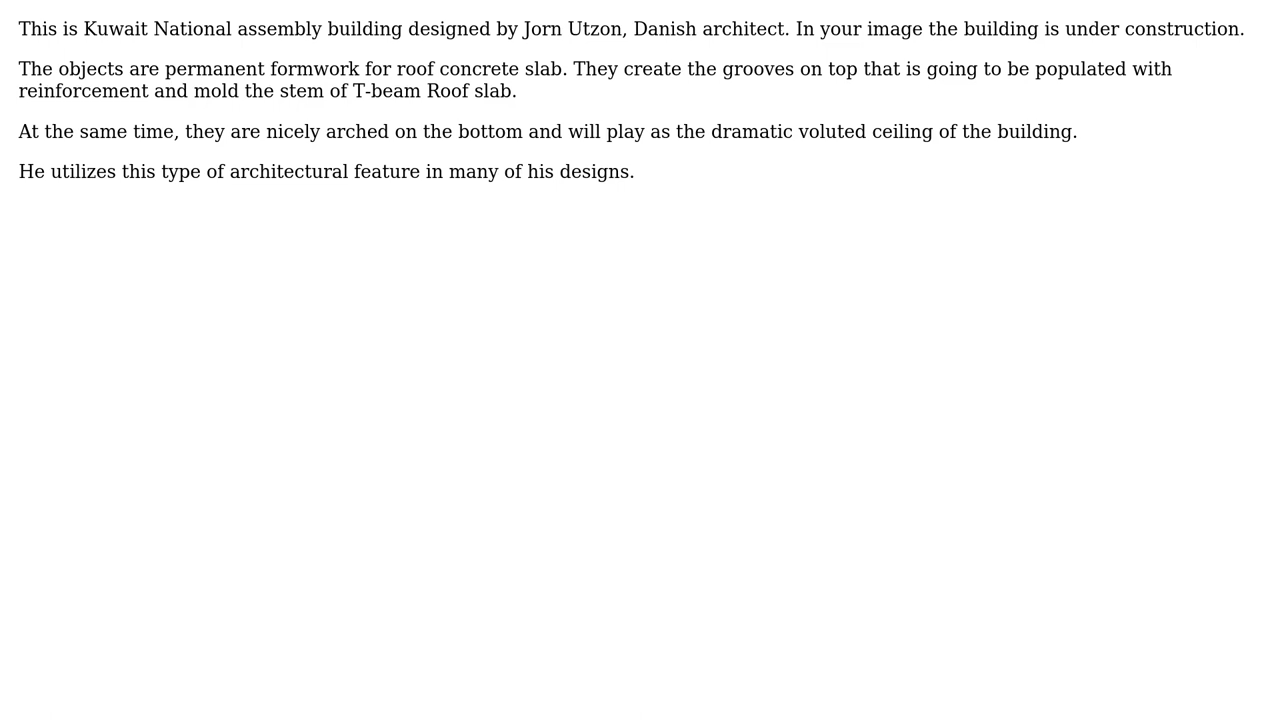 This is Kuwait National assembly building designed by Jorn Utzon, Danish architect. In your image the building is under construction.
The objects are permanent formwork for roof concrete slab. They create the grooves on top that is going to be populated with
reinforcement and mold the stem of T-beam Roof slab.
At the same time, they are nicely arched on the bottom and will play as the dramatic voluted ceiling of the building.
He utilizes this type of architectural feature in many of his designs.